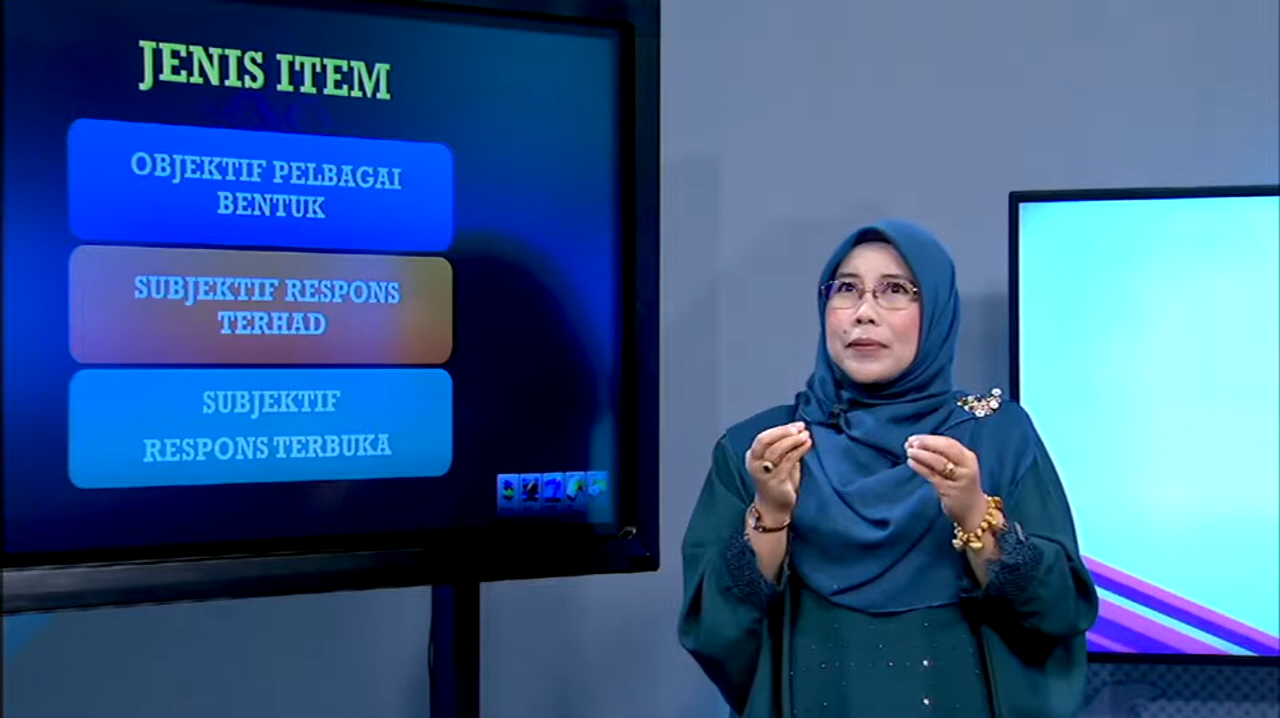 JENIS ITEM
OBJEKTIF PELBAGAI
BENTUK
SUBJEKTIF RESPONS
TERHAD
SUBJEKTIF
RESPONS TERBUKA